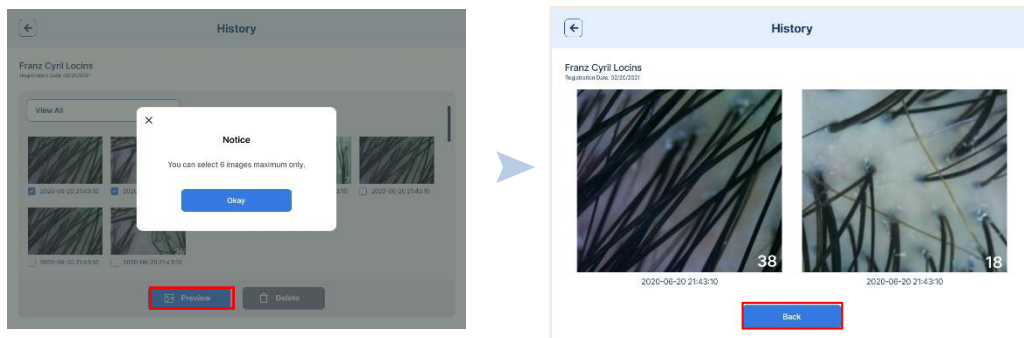 History
Franz Cyril Locins
View All
Notice
You can select 6 images maximum only.
Okay
2020-06-20 21:43:10
2020-06-20 21:43:10
2020-06-20 21:43:10
2020-06-20 21:43:10
Preview
Delete
History
Franz Cyril Locins
Registration Date: 02/20/2021
38
18
2020-06-20 21:43:10
2020-06-20 21:43:10
Back